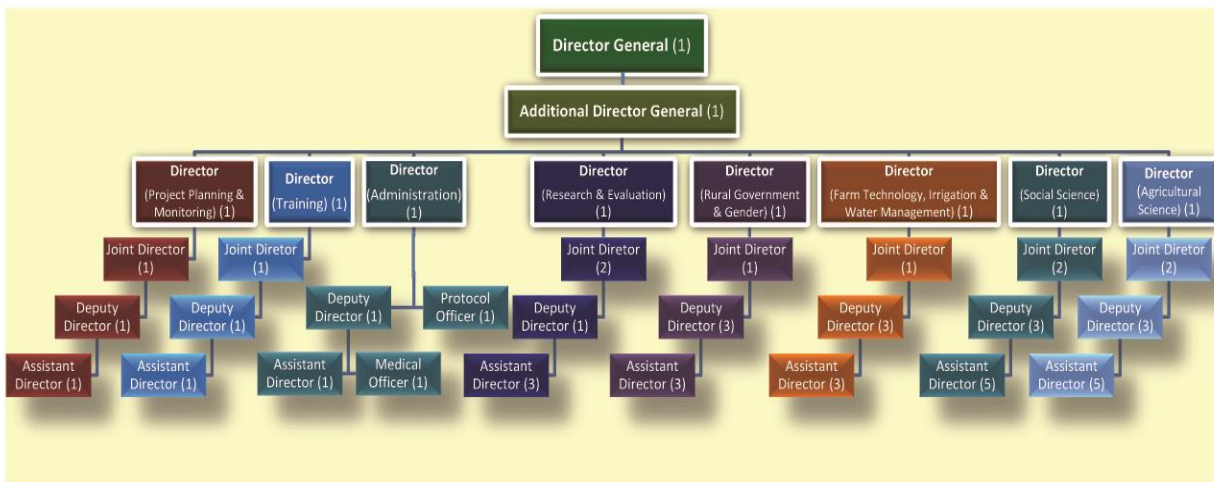 Director General (1)
Additional Director General (1)
Director
(Project Planning &
Monitoring) (1)
Director
(Training) (1)
Director
(Administration)
(1)
Director
(Research & Evaluation)
(1)
Director
(Rural Government
& Gender) (1)
Director
(Farm Technology, Irrigation &
Water Management) (1)
Director
(Social Science)
(1)
Director
(Agricultural
Science) (1)
Joint Director
(1)
Joint Diretor
(1)
Joint Diretor
(2)
Joint Diretor
(1)
Joint Diretor
(1)
Joint Diretor
(2)
Joint Diretor
(2)
Deputy
Director (1)
Deputy
Director (1)
Deputy
Director (1)
Protocol
Officer (1)
Deputy
Director (1)
Deputy
Director (3)
Deputy
Director (3)
Deputy
Director (3)
Deputy
Director (3)
Assistant
Director (1)
Assistant
Director (1)
Assistant
Director (1)
Medical
Officer (1)
Assistant
Director (3)
Assistant
Director (3)
Assistant
Director (3)
Assistant
Director (5)
Assistant
Director (5)